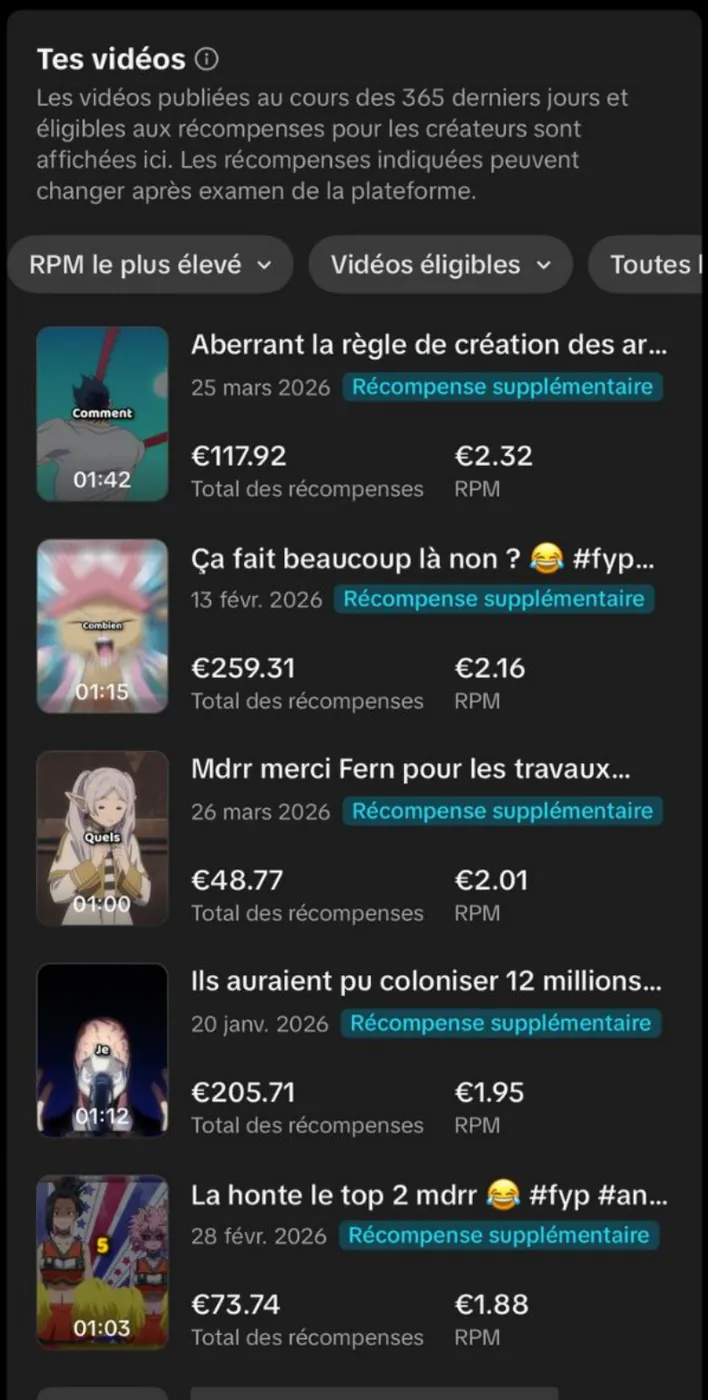 Tes vidéos
Les vidéos publiées au cours des 365 derniers jours et
éligibles aux récompenses pour les créateurs sont
affichées ici. Les récompenses indiquées peuvent
changer après examen de la plateforme.
RPM le plus élevé Vidéos éligibles Toutes l
Aberrant la règle de création des ar...
25 mars 2026 Récompense supplémentaire
Comment
€117.92 €2.32
01:42
Total des récompenses RPM
Ça fait beaucoup là non ? 😂 #fyp...
13 févr. 2026 Récompense supplémentaire
Combien
€259.31 €2.16
01:15
Total des récompenses RPM
Mdrr merci Fern pour les travaux...
26 mars 2026 Récompense supplémentaire
Quels
€48.77 €2.01
01:00
Total des récompenses RPM
Ils auraient pu coloniser 12 millions...
20 janv. 2026 Récompense supplémentaire
Je
€205.71 €1.95
01:12
Total des récompenses RPM
La honte le top 2 mdrr 😂 #fyp #an...
28 févr. 2026 Récompense supplémentaire
5
€73.74 €1.88
01:03
Total des récompenses RPM